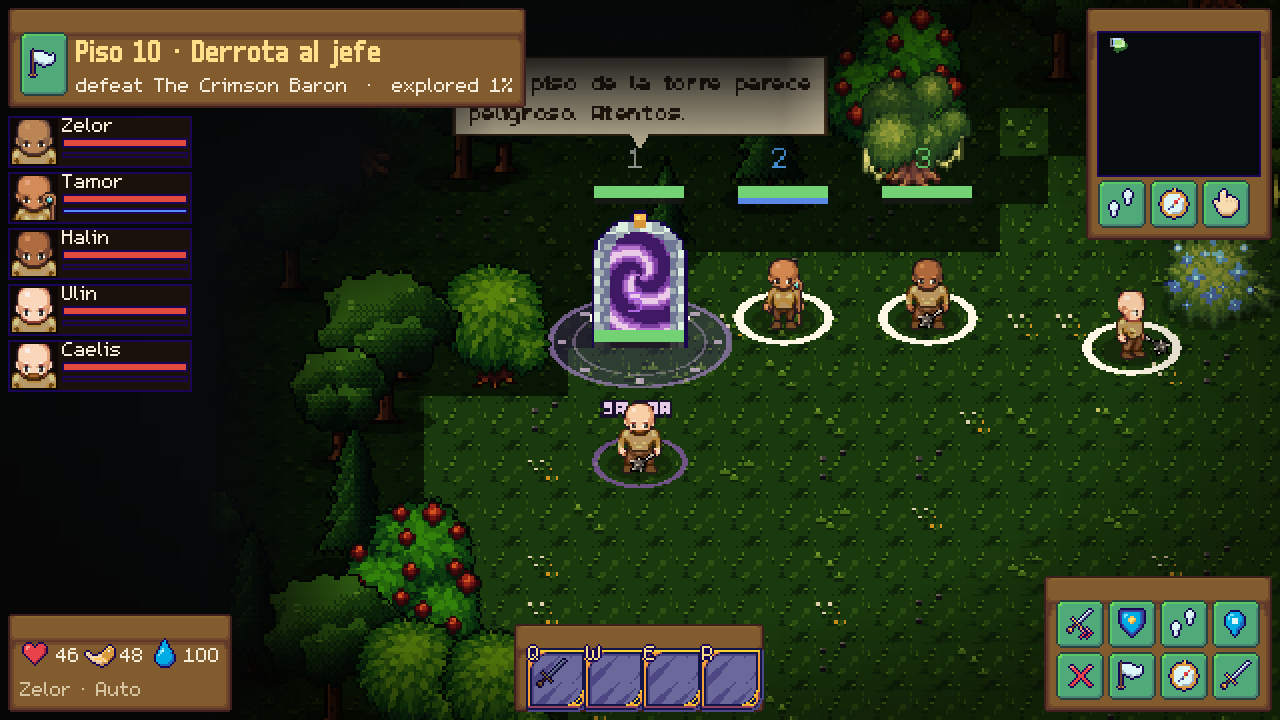 Piso 10 · Derrota al jefe
defeat The Crimson Baron · explored 1%
piso de la torre parece
peligroso. Atentos.
Zelor
Tamor
Halin
Ulin
Caelis
1
2
3
46
48
100
Zelor · Auto
Q
W
E
R